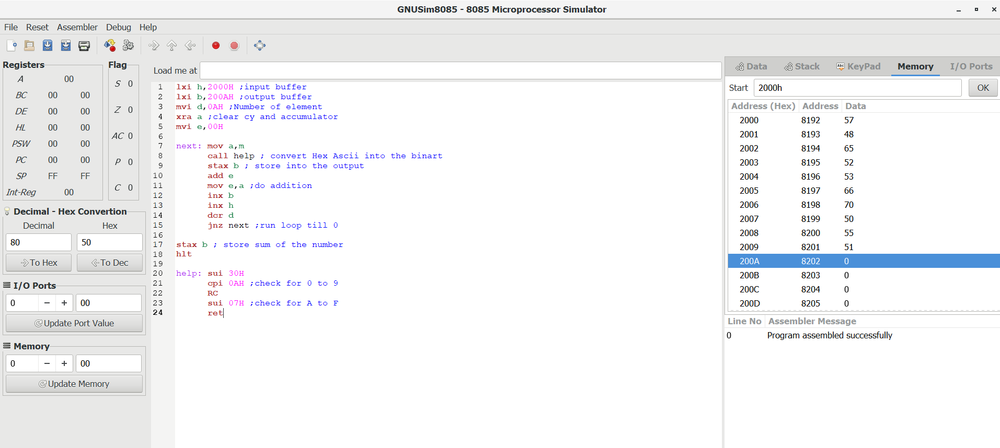 GNUSim8085 - 8085 Microprocessor Simulator
File Reset Assembler Debug Help
Registers
A 00
BC 00 00
DE 00 00
HL 00 00
PSW 00 00
PC 00 00
SP FF FF
Int-Reg 00
Flag
S 0
Z 0
AC 0
P 0
C 0
Decimal - Hex Convertion
Decimal Hex
80 50
To Hex To Dec
I/O Ports
0 − + 00
Update Port Value
Memory
0 − + 00
Update Memory
Load me at
1 lxi h,2000H ;input buffer
2 lxi b,200AH ;output buffer
3 mvi d,0AH ;Number of element
4 xra a ;clear cy and accumulator
5 mvi e,00H
6
7 next: mov a,m
8 call help ; convert Hex Ascii into the binart
9 stax b ; store into the output
10 add e
11 mov e,a ;do addition
12 inx b
13 inx h
14 dcr d
15 jnz next ;run loop till 0
16
17 stax b ; store sum of the number
18 hlt
19
20 help: sui 30H
21 cpi 0AH ;check for 0 to 9
22 RC
23 sui 07H ;check for A to F
24 ret
Data Stack Abc KeyPad Memory I/O Ports
Start 2000h OK
Address (Hex) Address Data
2000 8192 57
2001 8193 48
2002 8194 65
2003 8195 52
2004 8196 53
2005 8197 66
2006 8198 70
2007 8199 50
2008 8200 55
2009 8201 51
200A 8202 0
200B 8203 0
200C 8204 0
200D 8205 0
Line No Assembler Message
0 Program assembled successfully